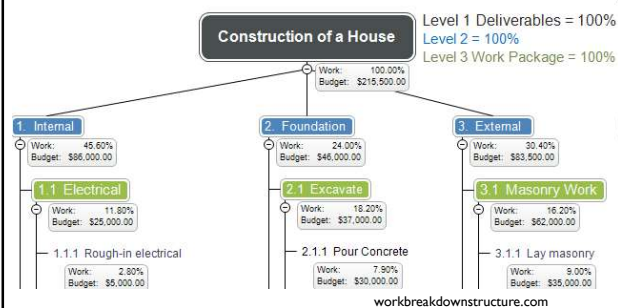 Construction of a House
Level 1 Deliverables = 100%
Level 2 = 100%
Level 3 Work Package = 100%
Work: 100.00%
Budget: $215,500.00
1. Internal
Work: 45.60%
Budget: $86,000.00
1.1 Electrical
Work: 11.80%
Budget: $25,000.00
1.1.1 Rough-in electrical
Work: 2.80%
Budget: $5,000.00
2. Foundation
Work: 24.00%
Budget: $46,000.00
2.1 Excavate
Work: 18.20%
Budget: $37,000.00
2.1.1 Pour Concrete
Work: 7.90%
Budget: $30,000.00
3. External
Work: 30.40%
Budget: $83,500.00
3.1 Masonry Work
Work: 16.20%
Budget: $62,000.00
3.1.1 Lay masonry
Work: 9.00%
Budget: $35,000.00
workbreakdownstructure.com